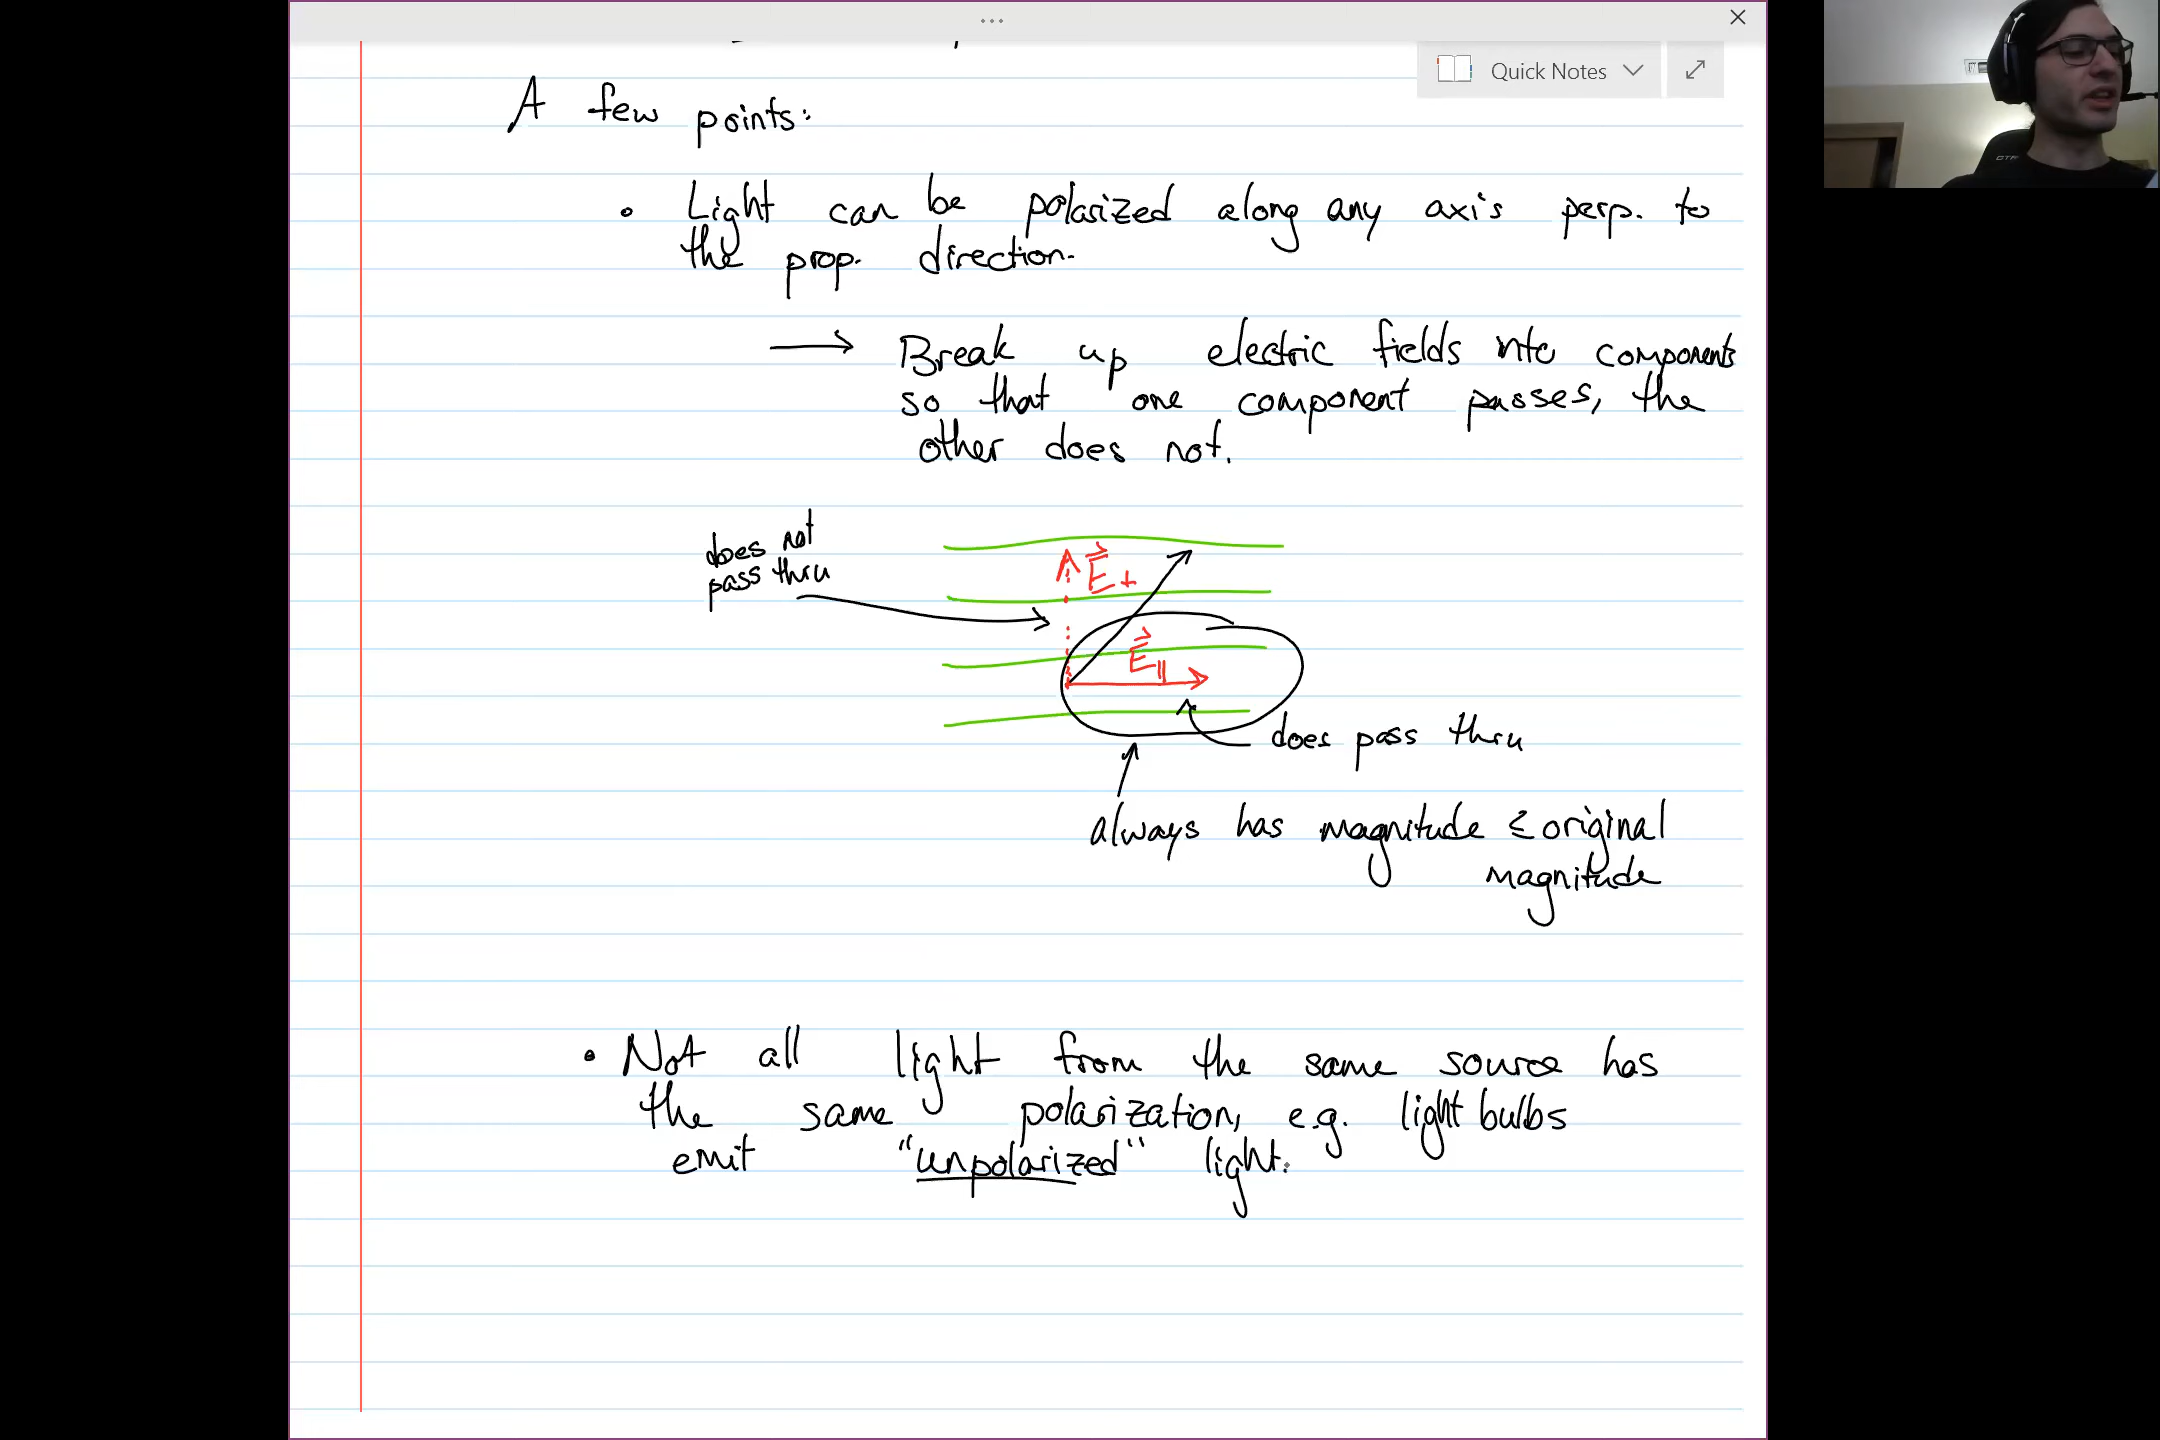 Quick Notes
A few points:
• Light can be polarized along any axis perp. to
the prop. direction.
→ Break up electric fields into components
so that one component passes, the
other does not.
does not
pass thru
E⃗⊥
E⃗||
does pass thru
always has magnitude ≤ original
magnitude
• Not all light from the same source has
the same polarization, e.g. light bulbs
emit "unpolarized" light.